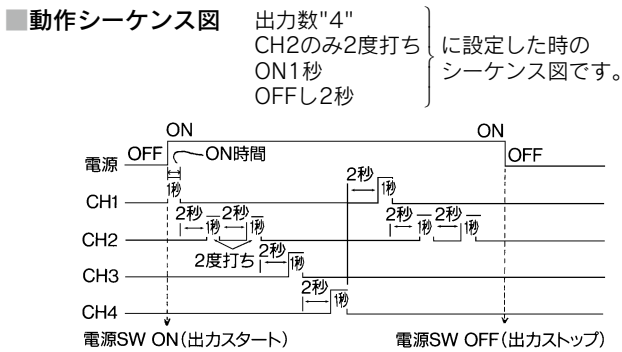 ■動作シーケンス図
出力数"4"
CH2のみ2度打ち
ON1秒
OFFし2秒
に設定した時の
シーケンス図です。
ON ON
電源 OFF ON時間 OFF
1秒 2秒 1秒
CH1
2秒 1秒 2秒 1秒 2秒 1秒 2秒 1秒
CH2
2度打ち 2秒 1秒
CH3
2秒 1秒
CH4
電源SW ON(出力スタート) 電源SW OFF(出力ストップ)